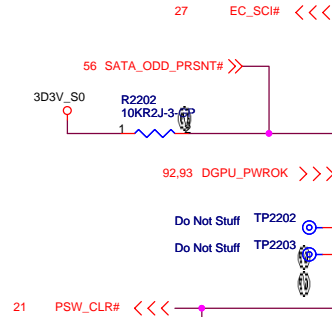 27 EC_SCI#
56 SATA_ODD_PRSNT#
3D3V_S0
R2202
10KR2J-3-GP
1 2
92,93 DGPU_PWROK
Do Not Stuff TP2202
Do Not Stuff TP2203
21 PSW_CLR#